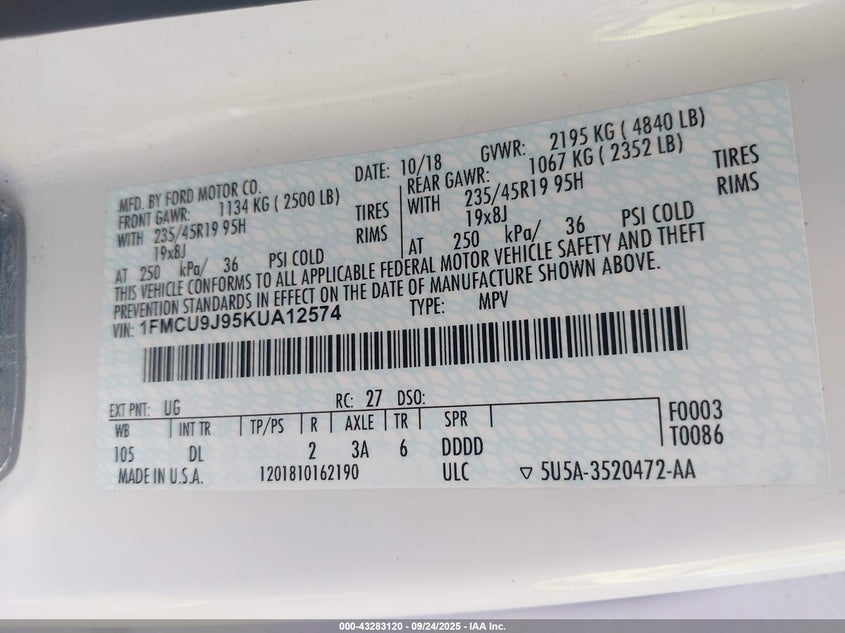 MFD. BY FORD MOTOR CO.
DATE: 10/18 GVWR: 2195 KG ( 4840 LB)
FRONT GAWR: 1134 KG ( 2500 LB)
REAR GAWR: 1067 KG ( 2352 LB)
WITH 235/45R19 95H TIRES
WITH 235/45R19 95H TIRES
19x8J RIMS
19x8J RIMS
AT 250 kPa/ 36 PSI COLD
AT 250 kPa/ 36 PSI COLD
THIS VEHICLE CONFORMS TO ALL APPLICABLE FEDERAL MOTOR VEHICLE SAFETY AND THEFT
PREVENTION STANDARDS IN EFFECT ON THE DATE OF MANUFACTURE SHOWN ABOVE.
VIN: 1FMCU9J95KUA12574 TYPE: MPV
EXT PNT: UG RC: 27 DSO:
WB INT TR TP/PS R AXLE TR SPR F0003
105 DL 2 3A 6 DDDD T0086
MADE IN U.S.A. 1201810162190 ULC ▽ 5U5A-3520472-AA
000-43283120 - 09/24/2025 - IAA Inc.